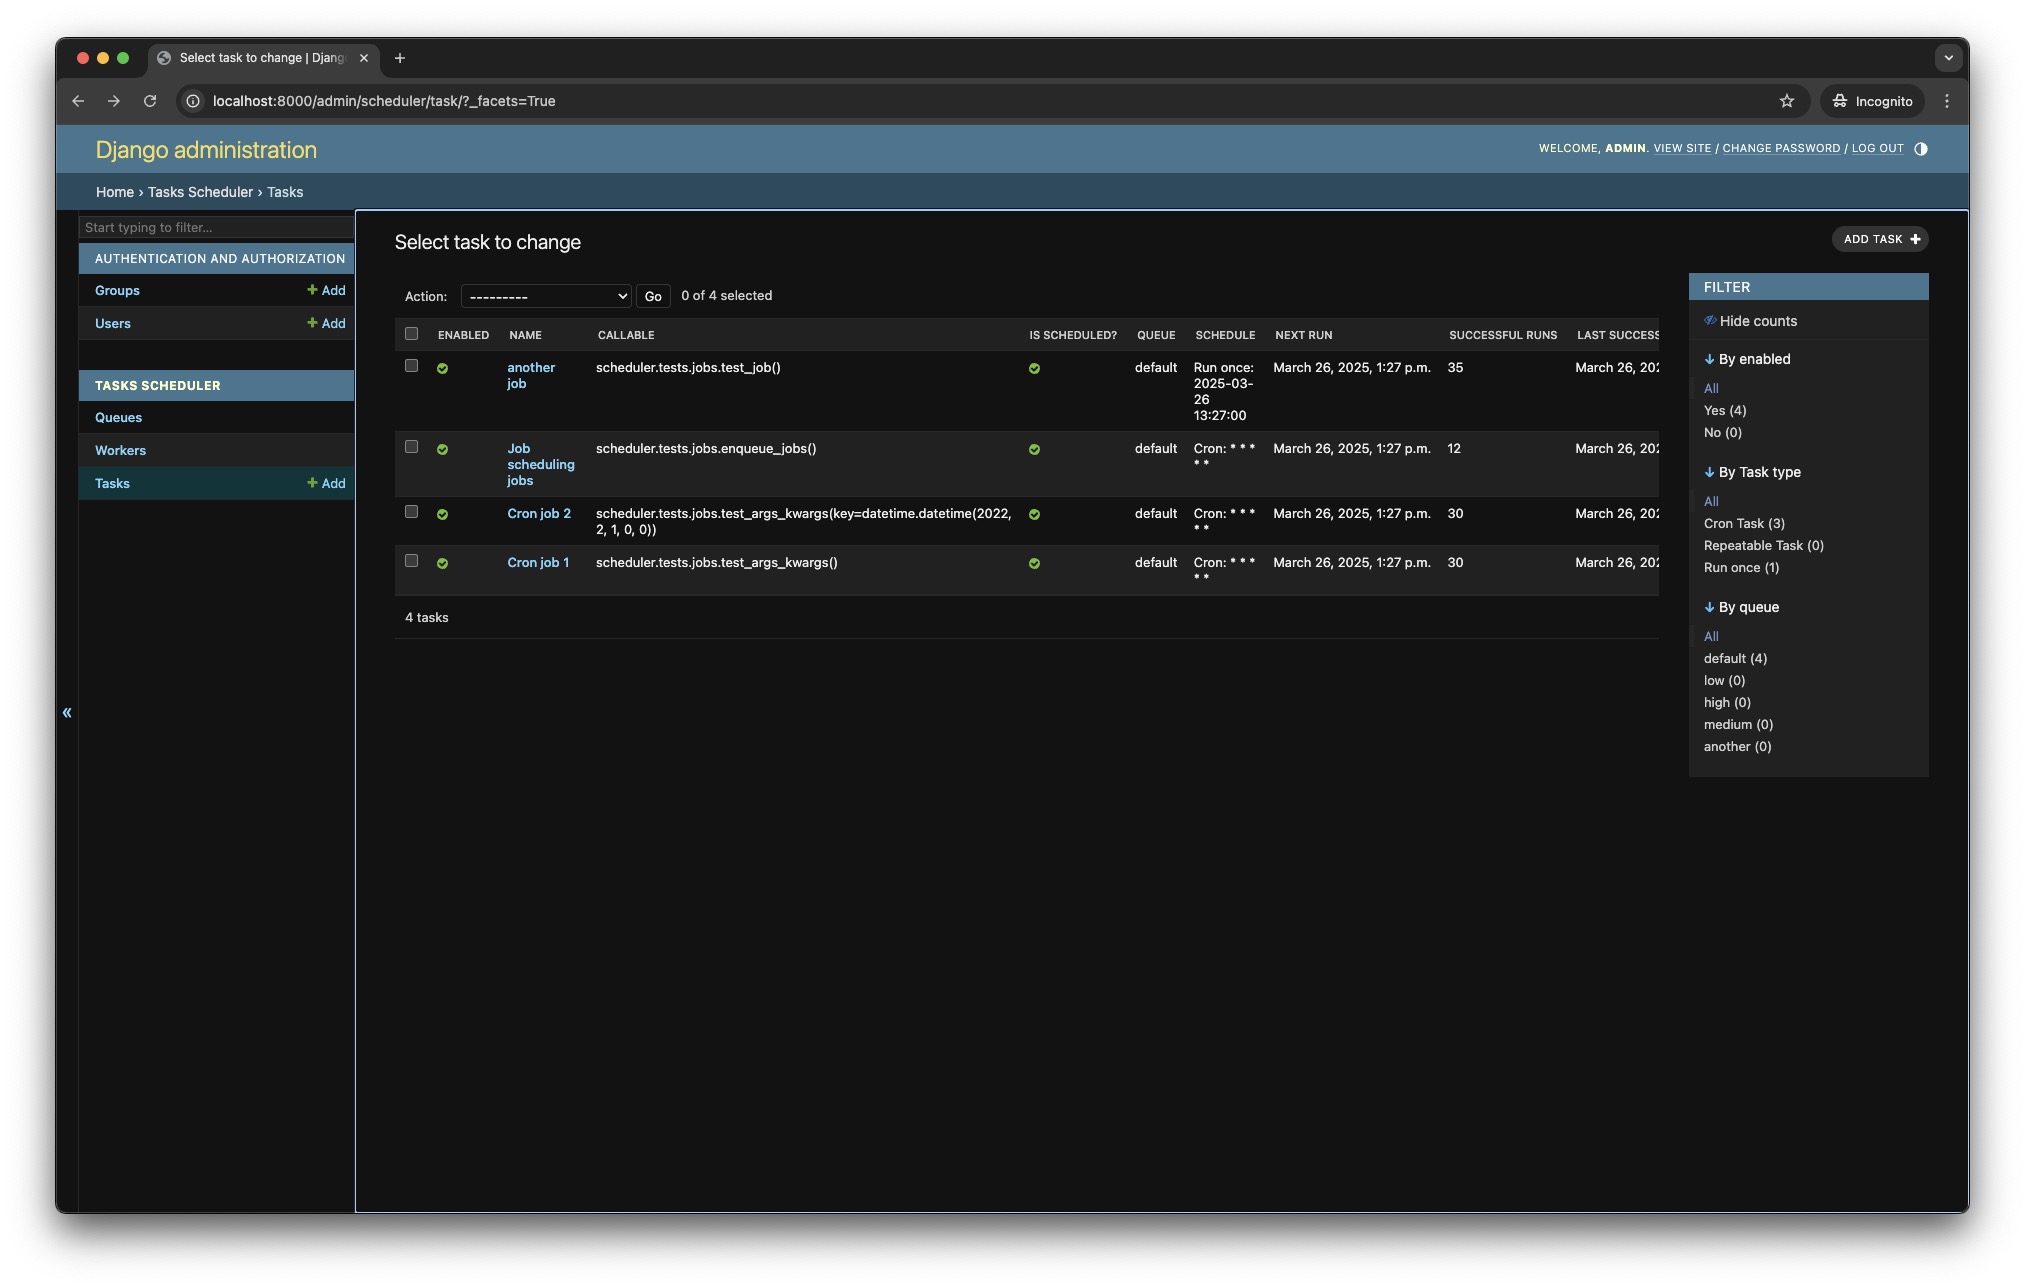 Select task to change | Djang
localhost:8000/admin/scheduler/task/?_facets=True
Incognito
Django administration
WELCOME, ADMIN. VIEW SITE / CHANGE PASSWORD / LOG OUT
Home › Tasks Scheduler › Tasks
Start typing to filter...
AUTHENTICATION AND AUTHORIZATION
Groups
Add
Users
Add
TASKS SCHEDULER
Queues
Workers
Tasks
Add
«
Select task to change
ADD TASK
Action:
---------
Go
0 of 4 selected
ENABLED NAME CALLABLE IS SCHEDULED? QUEUE SCHEDULE NEXT RUN SUCCESSFUL RUNS LAST SUCCESS
another job
scheduler.tests.jobs.test_job()
default
Run once: 2025-03-26 13:27:00
March 26, 2025, 1:27 p.m.
35
March 26, 202
Job scheduling jobs
scheduler.tests.jobs.enqueue_jobs()
default
Cron: * * * * *
March 26, 2025, 1:27 p.m.
12
March 26, 202
Cron job 2
scheduler.tests.jobs.test_args_kwargs(key=datetime.datetime(2022, 2, 1, 0, 0))
default
Cron: * * * * *
March 26, 2025, 1:27 p.m.
30
March 26, 202
Cron job 1
scheduler.tests.jobs.test_args_kwargs()
default
Cron: * * * * *
March 26, 2025, 1:27 p.m.
30
March 26, 202
4 tasks
FILTER
Hide counts
By enabled
All
Yes (4)
No (0)
By Task type
All
Cron Task (3)
Repeatable Task (0)
Run once (1)
By queue
All
default (4)
low (0)
high (0)
medium (0)
another (0)